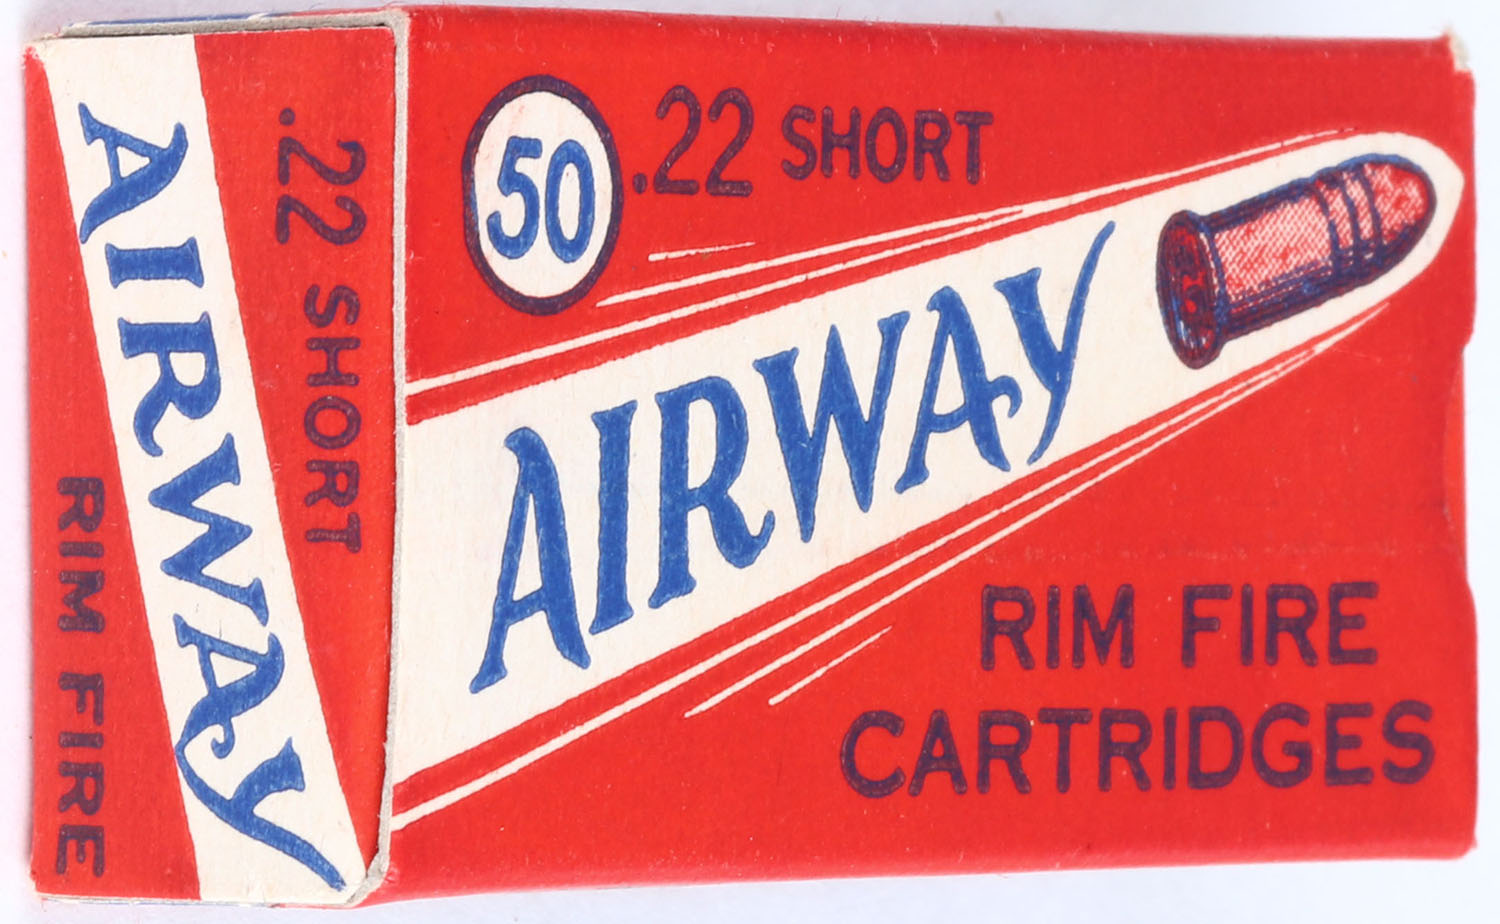 50
.22 SHORT
AIRWAY
RIM FIRE
CARTRIDGES
.22 SHORT
AIRWAY
RIM FIRE